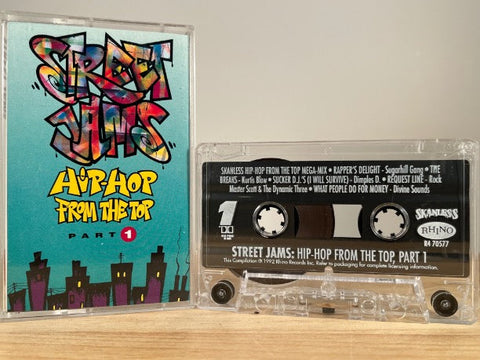 STREET
JAMS
HIP-HOP
FROM THE TOP
PART 1
SKANLESS HIP-HOP FROM THE TOP MEGA-MIX • RAPPER'S DELIGHT - Sugarhill Gang • THE
BREAKS - Kurtis Blow • SUCKER D.J.'S (I WILL SURVIVE) - Dimples D. • REQUEST LINE - Rock
Master Scott & The Dynamic Three • WHAT PEOPLE DO FOR MONEY - Divine Sounds
1
SKANLESS
RHINO
R4 70577
STREET JAMS: HIP-HOP FROM THE TOP, PART 1
This Compilation ℗ 1992 Rhino Records Inc. Refer to packaging for complete licensing information.